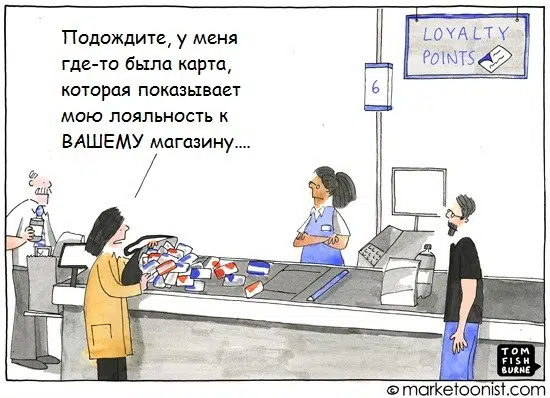 Подождите, у меня
где-то была карта,
которая показывает
мою лояльность к
ВАШЕМУ магазину....
LOYALTY
POINTS
6
TOM
FISH
BURNE
© marketoonist.com